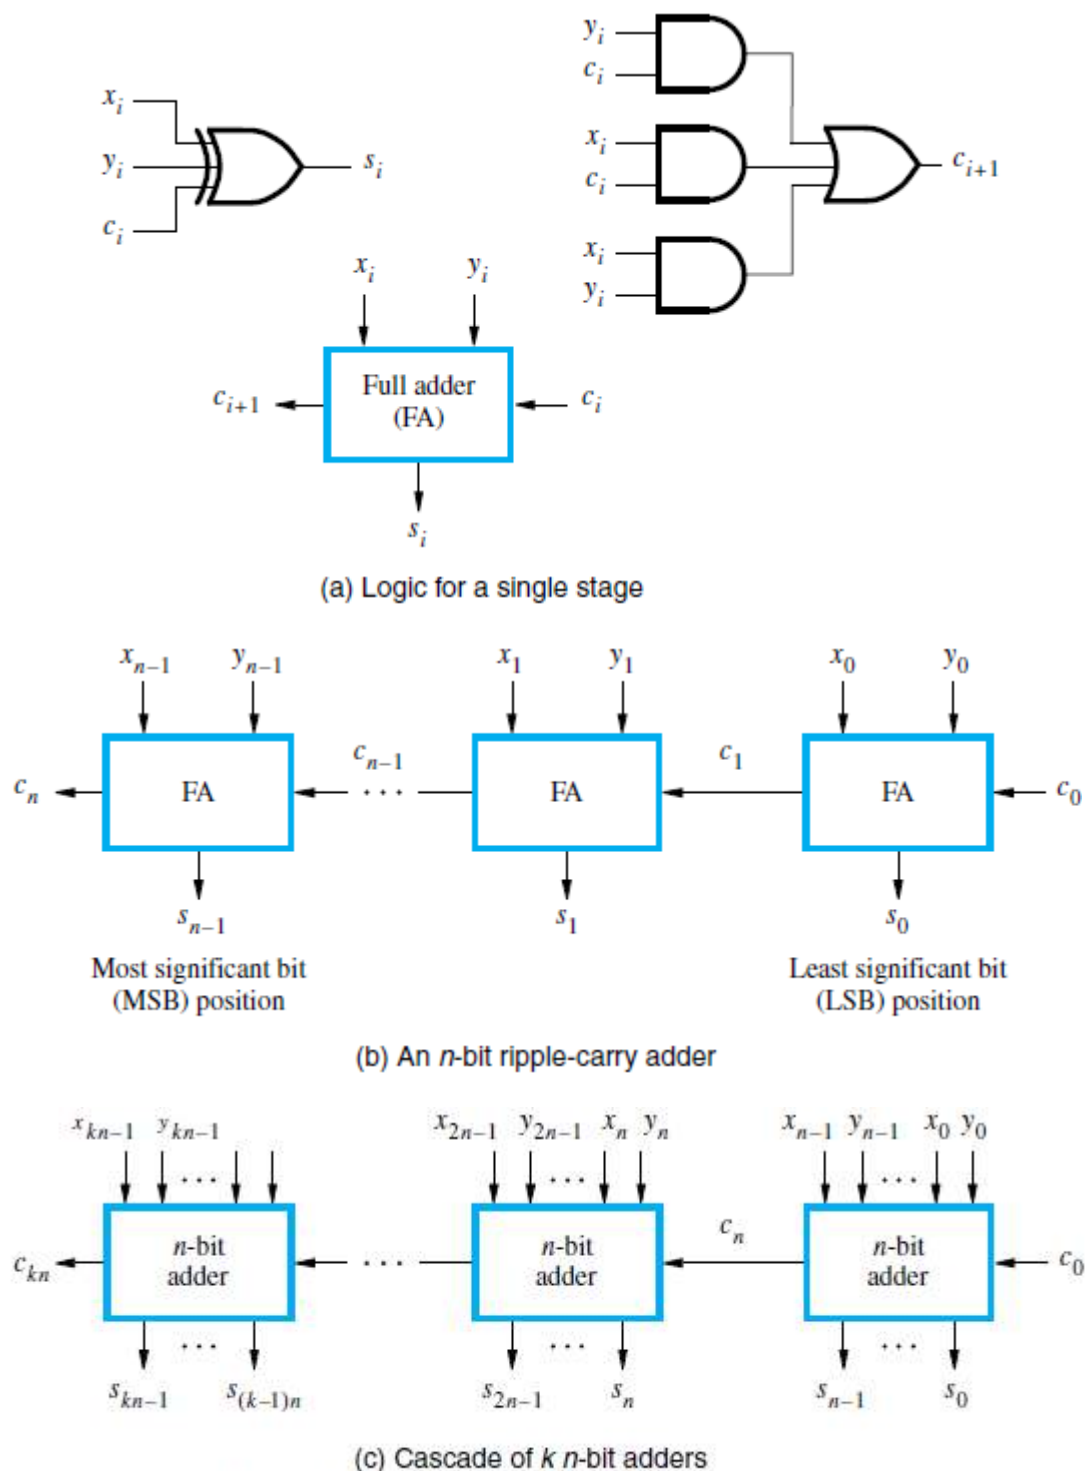 x_i
y_i
c_i
s_i
y_i
c_i
x_i
c_i
x_i
y_i
c_{i+1}
x_i y_i
c_{i+1} Full adder (FA) c_i
s_i
(a) Logic for a single stage
x_{n-1} y_{n-1} x_1 y_1 x_0 y_0
c_n FA c_{n-1} . . . FA c_1 FA c_0
s_{n-1} s_1 s_0
Most significant bit
(MSB) position
Least significant bit
(LSB) position
(b) An n-bit ripple-carry adder
x_{kn-1} y_{kn-1} x_{2n-1} y_{2n-1} x_n y_n x_{n-1} y_{n-1} x_0 y_0
. . . . . . . . .
c_{kn} n-bit adder . . . n-bit adder c_n n-bit adder c_0
. . . . . . . . .
s_{kn-1} s_{(k-1)n} s_{2n-1} s_n s_{n-1} s_0
(c) Cascade of k n-bit adders